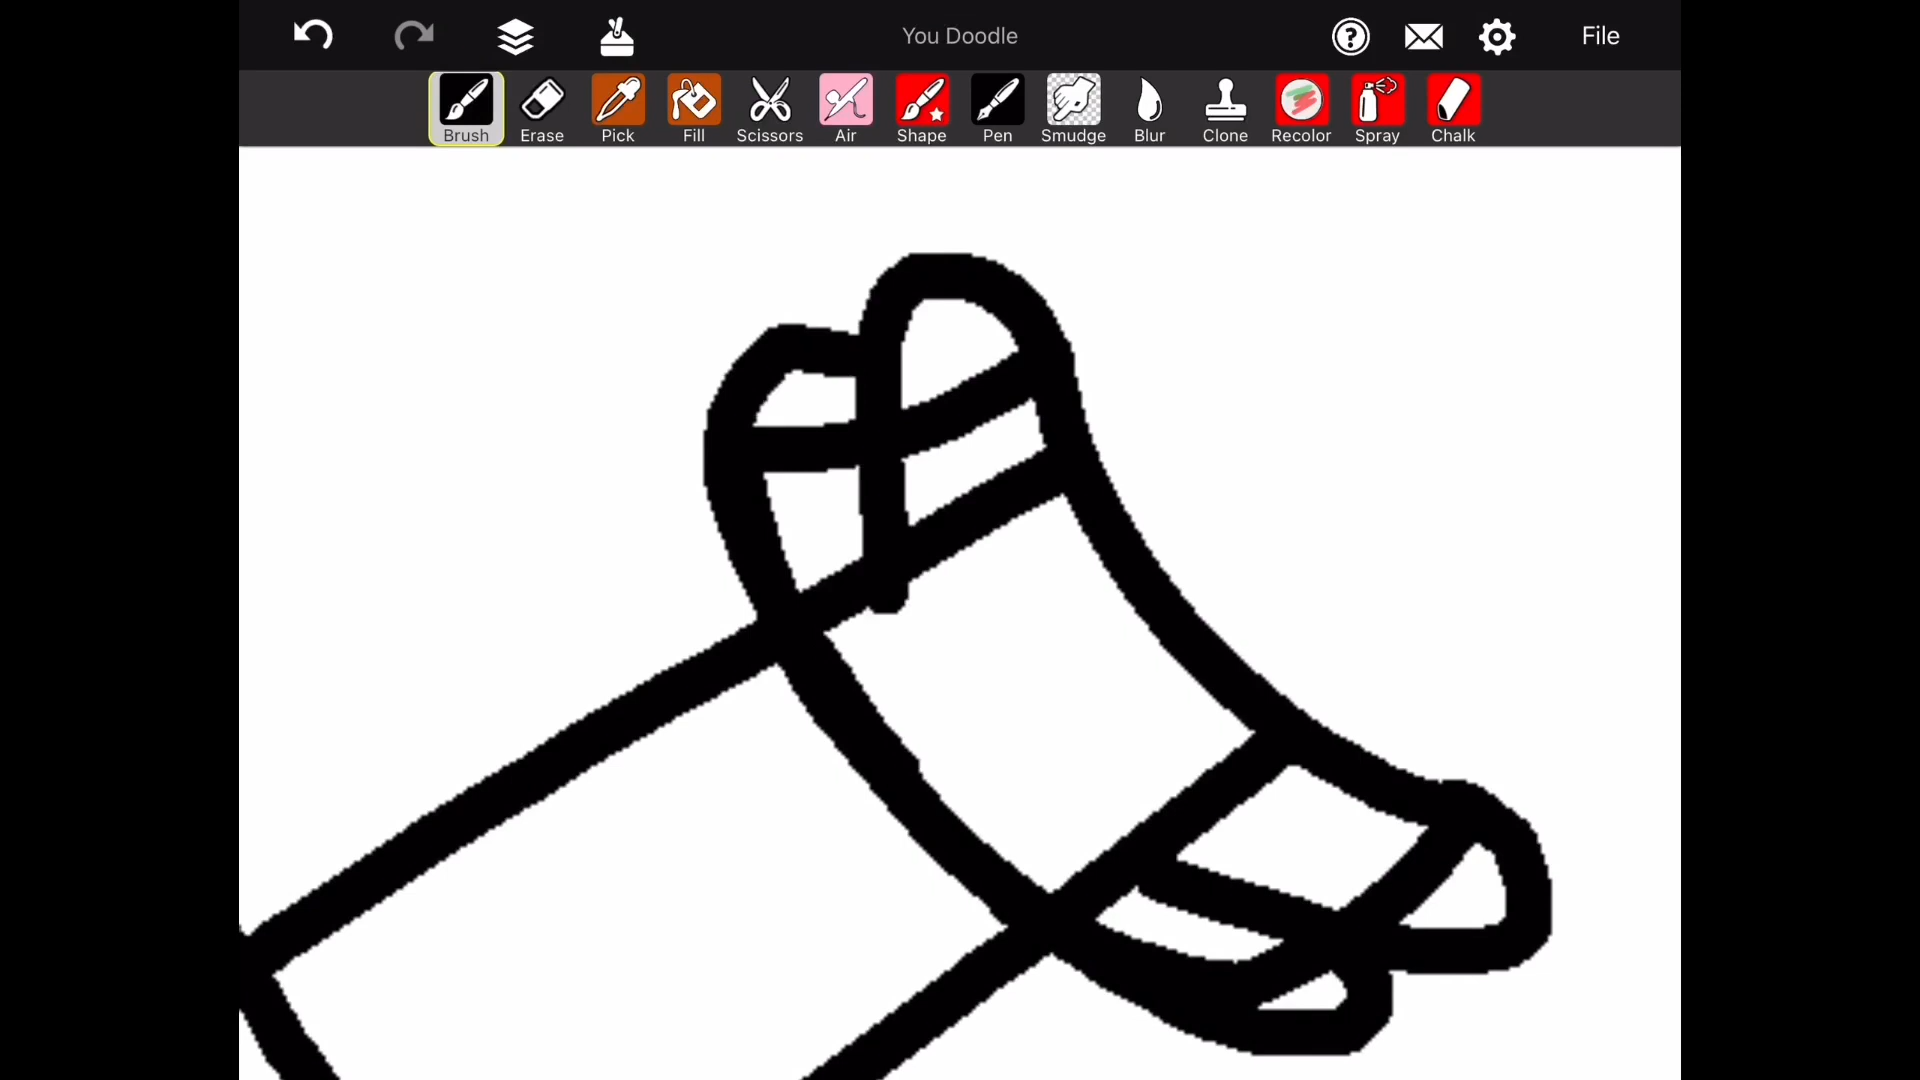 You Doodle
File
Brush Erase Pick Fill Scissors Air Shape Pen Smudge Blur Clone Recolor Spray Chalk